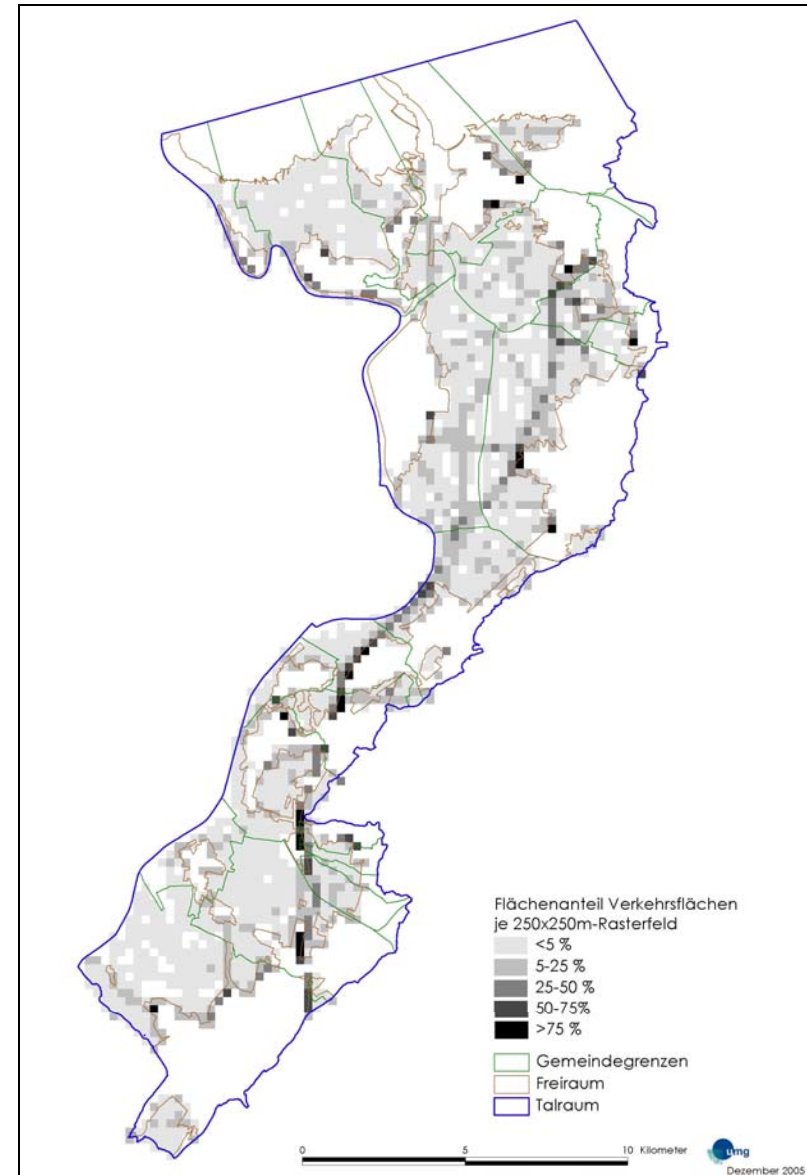 Flächenanteil Verkehrsflächen
je 250x250m-Rasterfeld
<5 %
5-25 %
25-50 %
50-75%
>75 %
Gemeindegrenzen
Freiraum
Talraum
0 5 10 Kilometer
umg
Dezember 2005